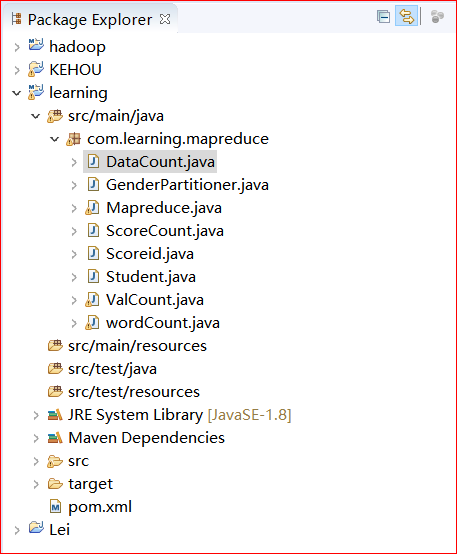 Package Explorer
hadoop
KEHOU
learning
src/main/java
com.learning.mapreduce
DataCount.java
GenderPartitioner.java
Mapreduce.java
ScoreCount.java
Scoreid.java
Student.java
ValCount.java
wordCount.java
src/main/resources
src/test/java
src/test/resources
JRE System Library [JavaSE-1.8]
Maven Dependencies
src
target
pom.xml
Lei